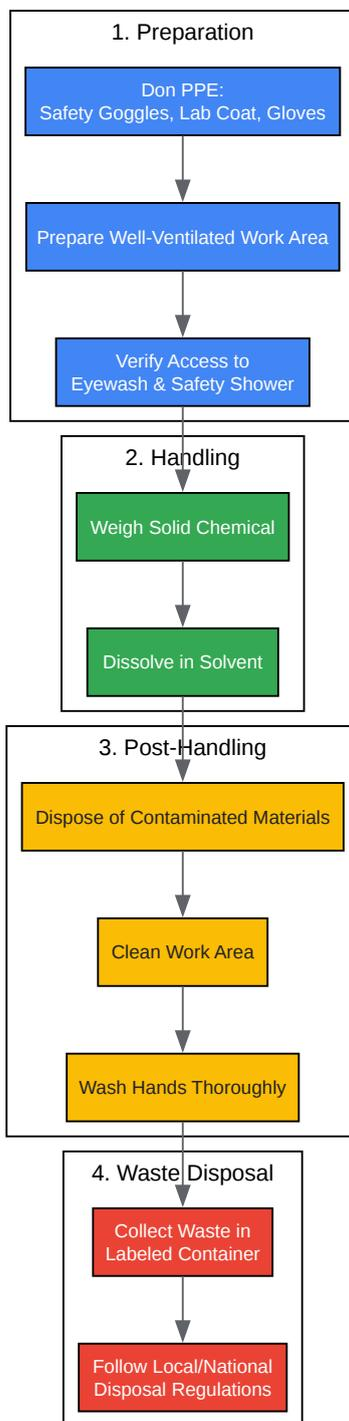 1. Preparation
Don PPE:
Safety Goggles, Lab Coat, Gloves
Prepare Well-Ventilated Work Area
Verify Access to
Eyewash & Safety Shower
2. Handling
Weigh Solid Chemical
Dissolve in Solvent
3. Post-Handling
Dispose of Contaminated Materials
Clean Work Area
Wash Hands Thoroughly
4. Waste Disposal
Collect Waste in
Labeled Container
Follow Local/National
Disposal Regulations